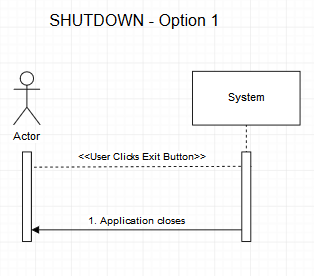 SHUTDOWN - Option 1
System
Actor
<<User Clicks Exit Button>>
1. Application closes